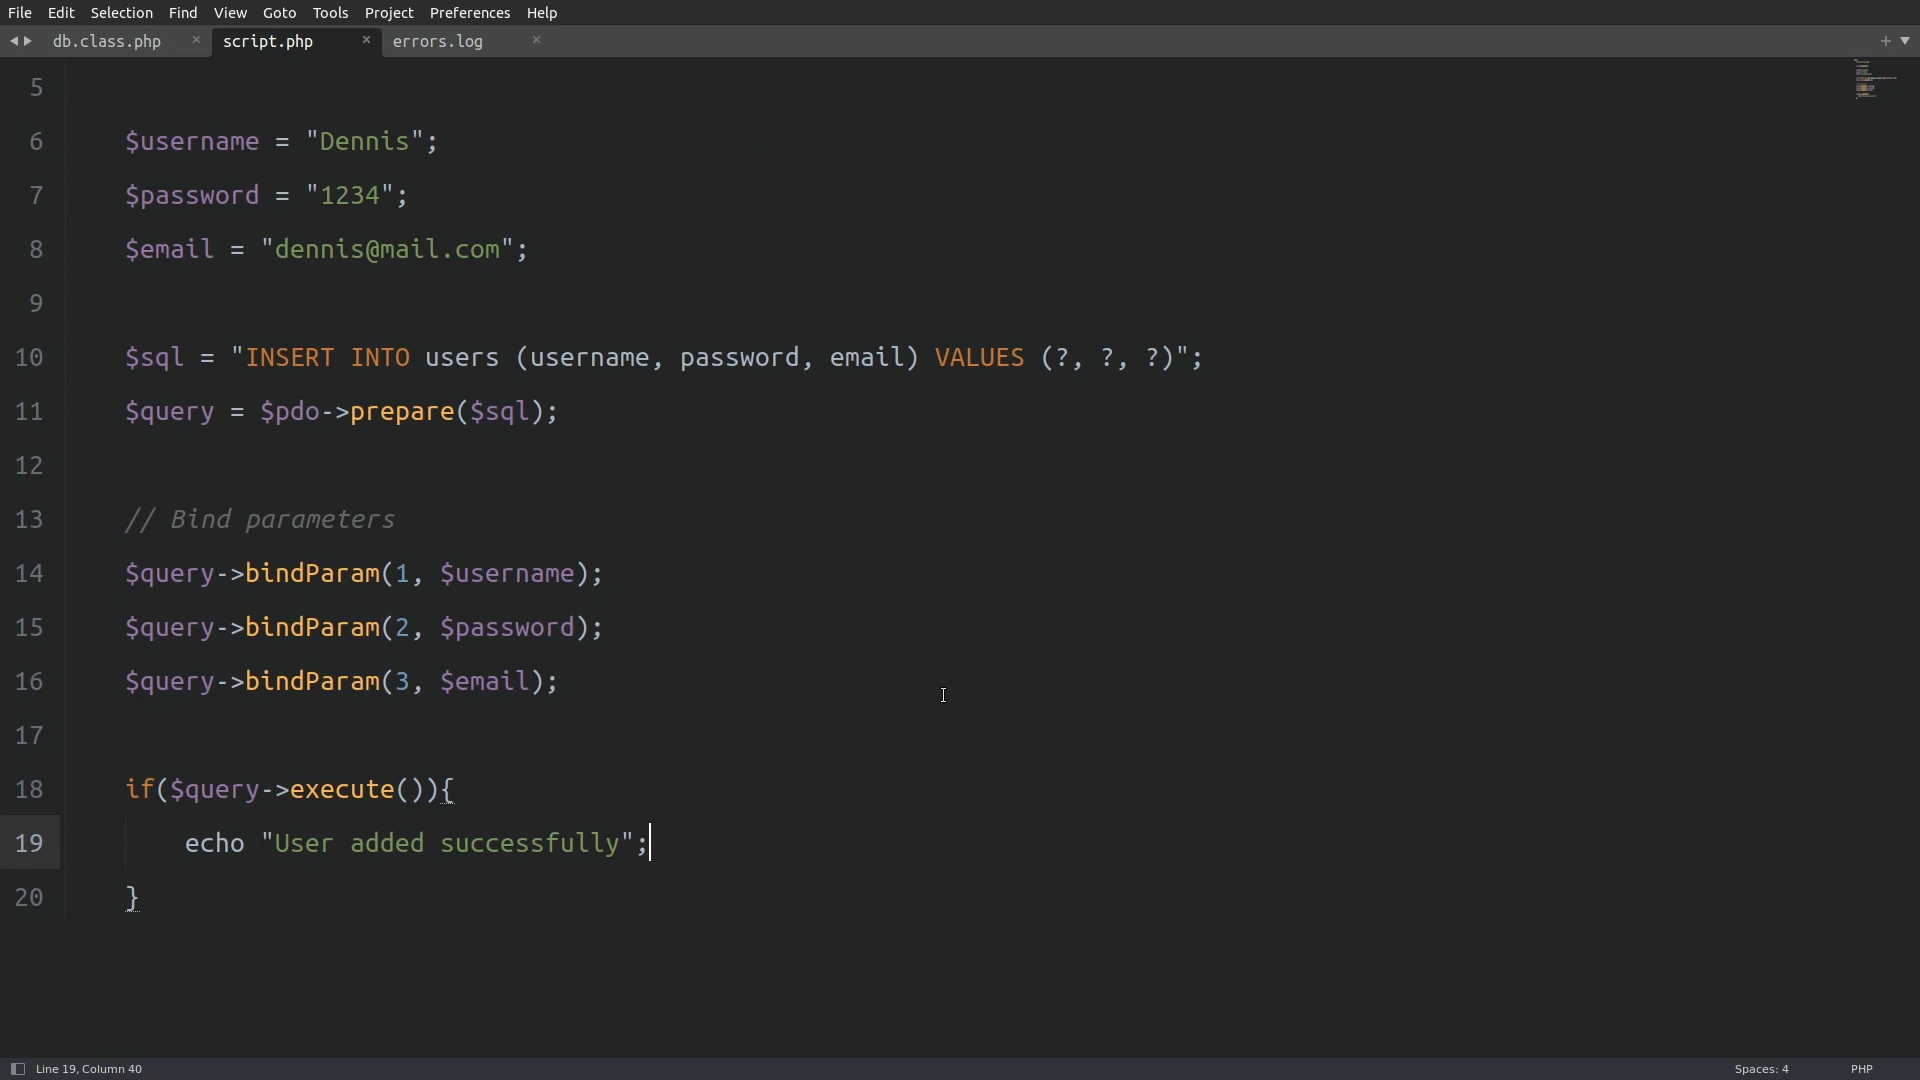 File Edit Selection Find View Goto Tools Project Preferences Help
db.class.php × script.php × errors.log ×
5
6 $username = "Dennis";
7 $password = "1234";
8 $email = "dennis@mail.com";
9
10 $sql = "INSERT INTO users (username, password, email) VALUES (?, ?, ?)";
11 $query = $pdo->prepare($sql);
12
13 // Bind parameters
14 $query->bindParam(1, $username);
15 $query->bindParam(2, $password);
16 $query->bindParam(3, $email);
17
18 if($query->execute()){
19 echo "User added successfully";
20 }
Line 19, Column 40 Spaces: 4 PHP